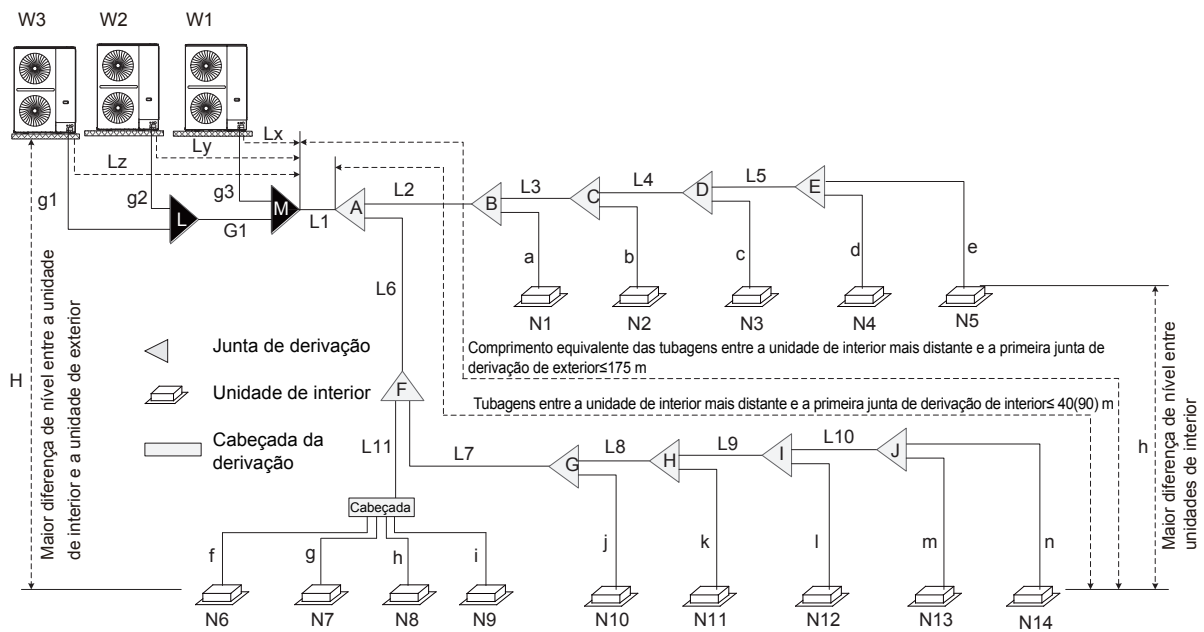 W3
W2
W1
Lx
Ly
Lz
g1
g2
g3
L
M
G1
L1
A
L2
B
L3
C
L4
D
L5
E
a
b
c
d
e
N1
N2
N3
N4
N5
L6
H
Maior diferença de nível entre a unidade
de interior e a unidade de exterior
Junta de derivação
Unidade de interior
Cabeçada da
derivação
Comprimento equivalente das tubagens entre a unidade de interior mais distante e a primeira junta de
derivação de exterior≤175 m
Tubagens entre a unidade de interior mais distante e a primeira junta de derivação de interior≤ 40(90) m
h
Maior diferença de nível entre
unidades de interior
F
L11
L7
G
L8
H
L9
I
L10
J
Cabeçada
f
g
h
i
j
k
l
m
n
N6
N7
N8
N9
N10
N11
N12
N13
N14